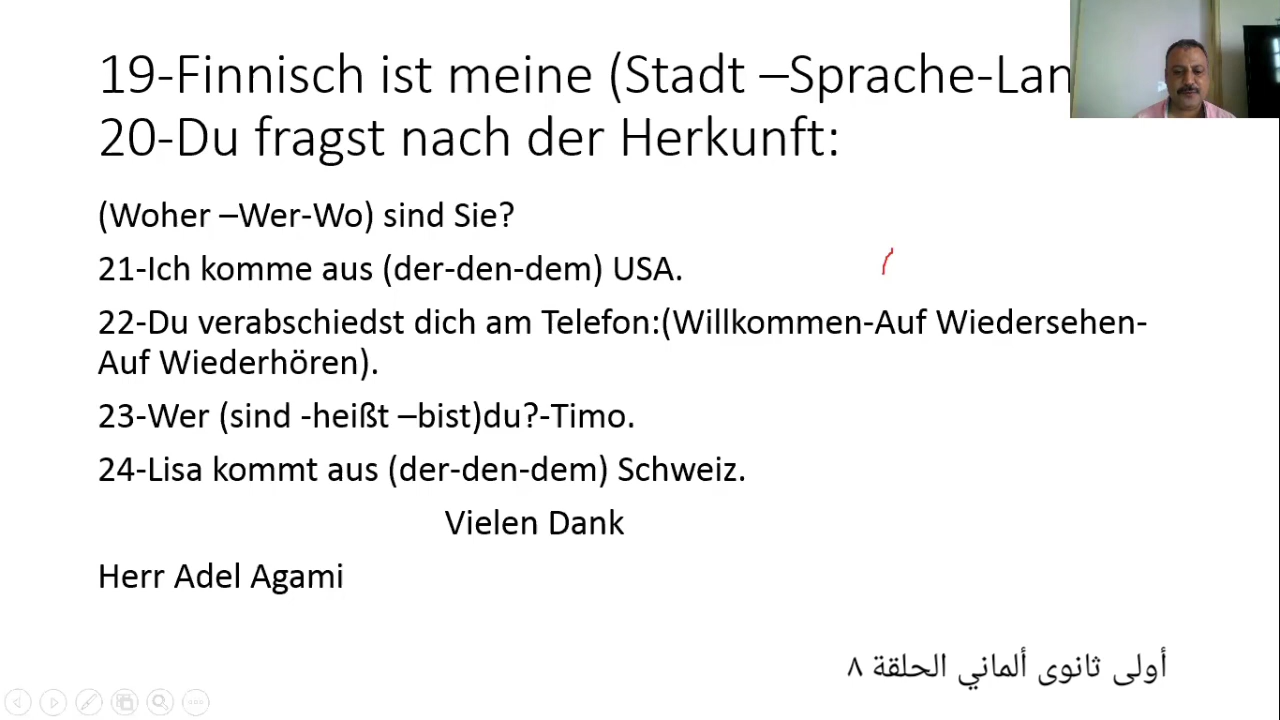 19-Finnisch ist meine (Stadt –Sprache-Lan
20-Du fragst nach der Herkunft:
(Woher –Wer-Wo) sind Sie?
21-Ich komme aus (der-den-dem) USA.
22-Du verabschiedst dich am Telefon:(Willkommen-Auf Wiedersehen-
Auf Wiederhören).
23-Wer (sind -heißt –bist)du?-Timo.
24-Lisa kommt aus (der-den-dem) Schweiz.
Vielen Dank
Herr Adel Agami
أولى ثانوى ألماني الحلقة ٨